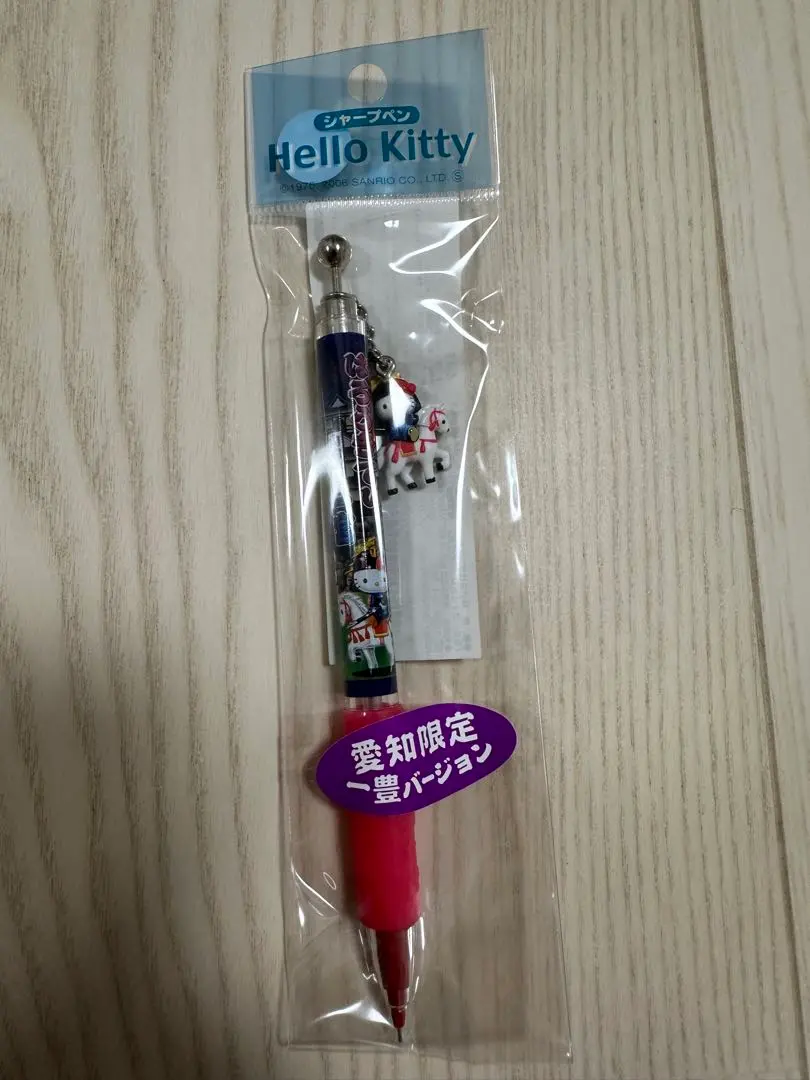 シャープペン
Hello Kitty
©1976, 2006 SANRIO CO., LTD. Ⓢ
愛知限定
一豊バージョン